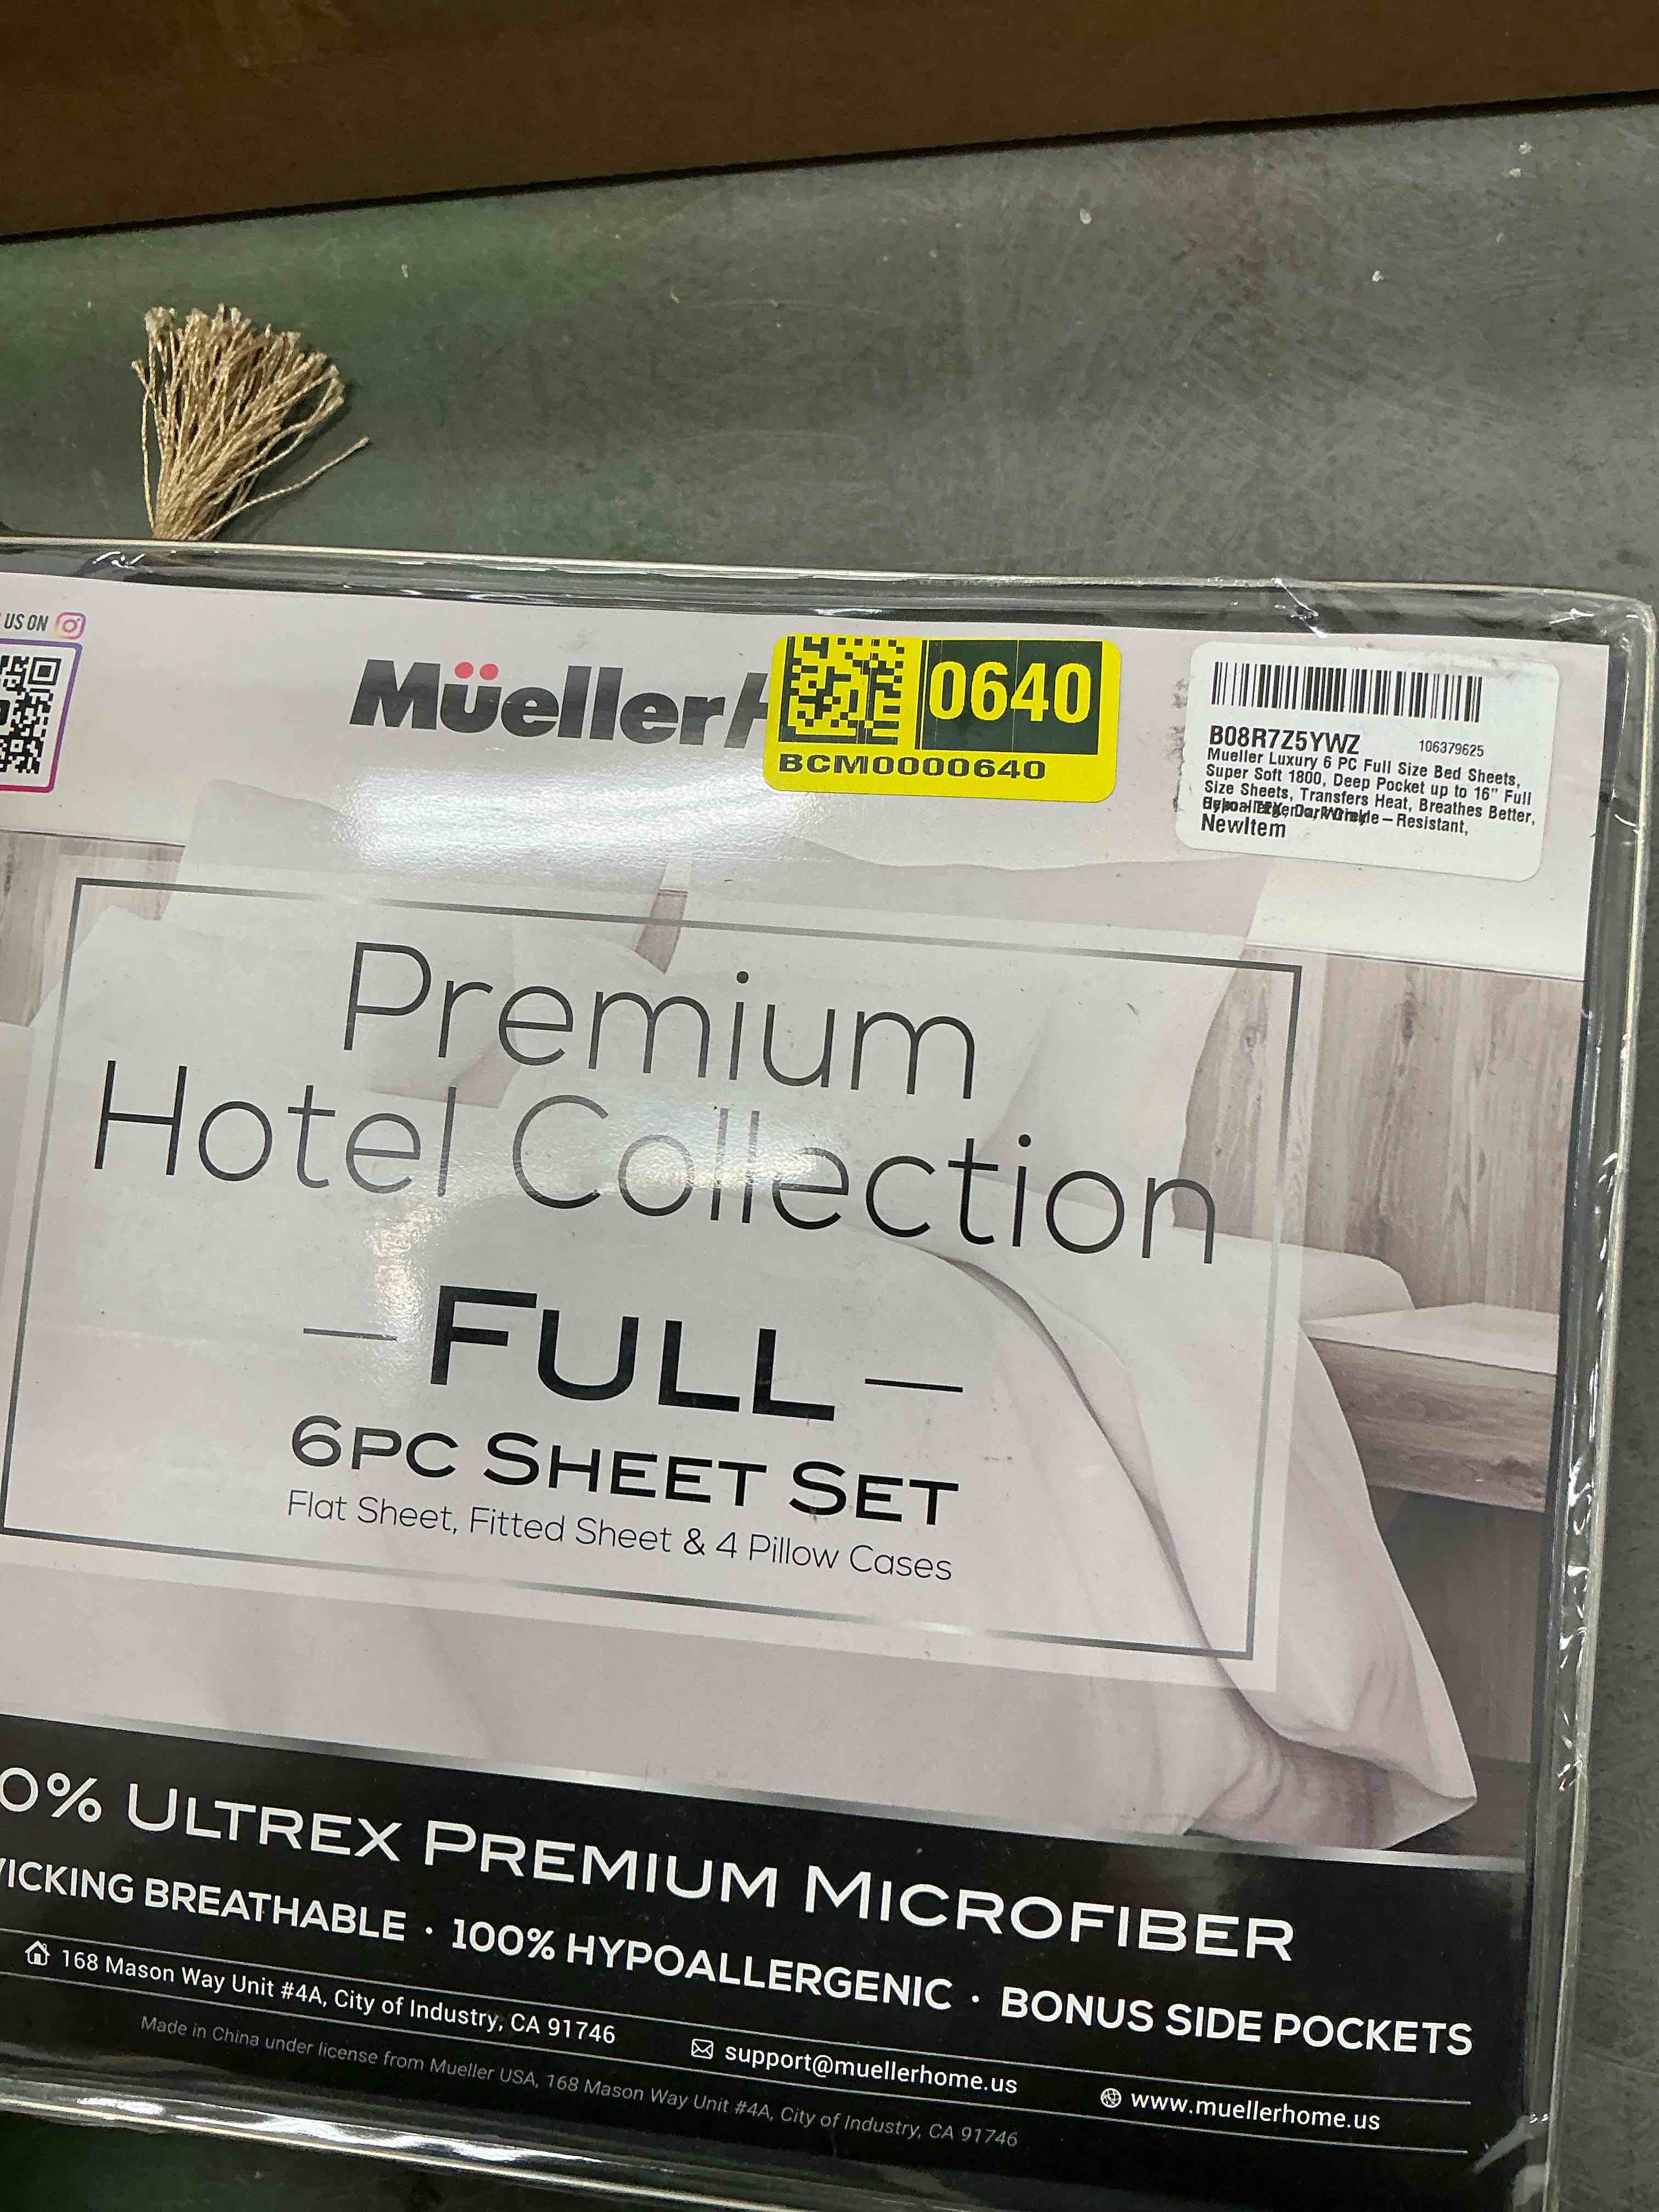 US ON
Mueller
0640
BCM0000640
B08R7Z5YWZ 106379625
Mueller Luxury 6 PC Full Size Bed Sheets,
Super Soft 1800, Deep Pocket up to 16" Full
Size Sheets, Transfers Heat, Breathes Better,
– Resistant,
NewItem
Premium
Hotel Collection
– FULL –
6PC SHEET SET
Flat Sheet, Fitted Sheet & 4 Pillow Cases
0% ULTREX PREMIUM MICROFIBER
ICKING BREATHABLE · 100% HYPOALLERGENIC · BONUS SIDE POCKETS
168 Mason Way Unit #4A, City of Industry, CA 91746 support@muellerhome.us www.muellerhome.us
Made in China under license from Mueller USA, 168 Mason Way Unit #4A, City of Industry, CA 91746